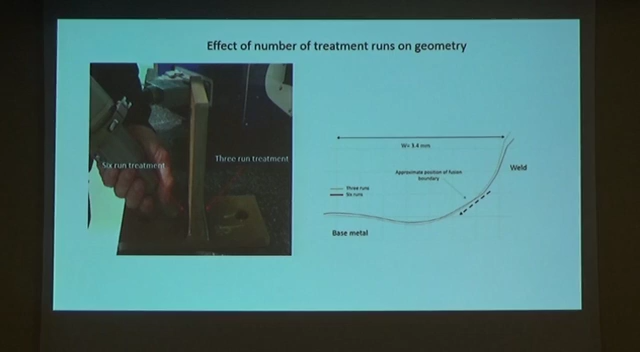 Effect of number of treatment runs on geometry
Six run treatment
Three run treatment
W= 3.4 mm
Approximate position of fusion
boundary
Weld
Three runs
Six runs
Base metal